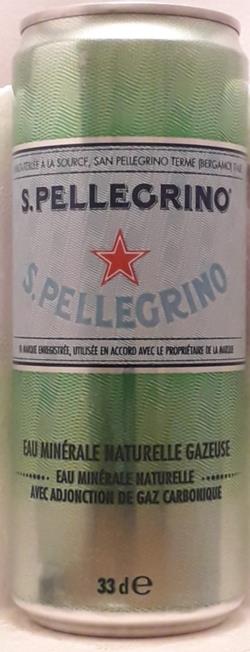 À LA SOURCE, SAN PELLEGRINO TERME (BERGAMO)
S.PELLEGRINO
S.PELLEGRINO
MARQUE ENREGISTRÉE, UTILISÉE EN ACCORD AVEC LE PROPRIÉTAIRE DE LA MARQUE
EAU MINÉRALE NATURELLE GAZEUSE
EAU MINÉRALE NATURELLE
AVEC ADJONCTION DE GAZ CARBONIQUE
33 cl e